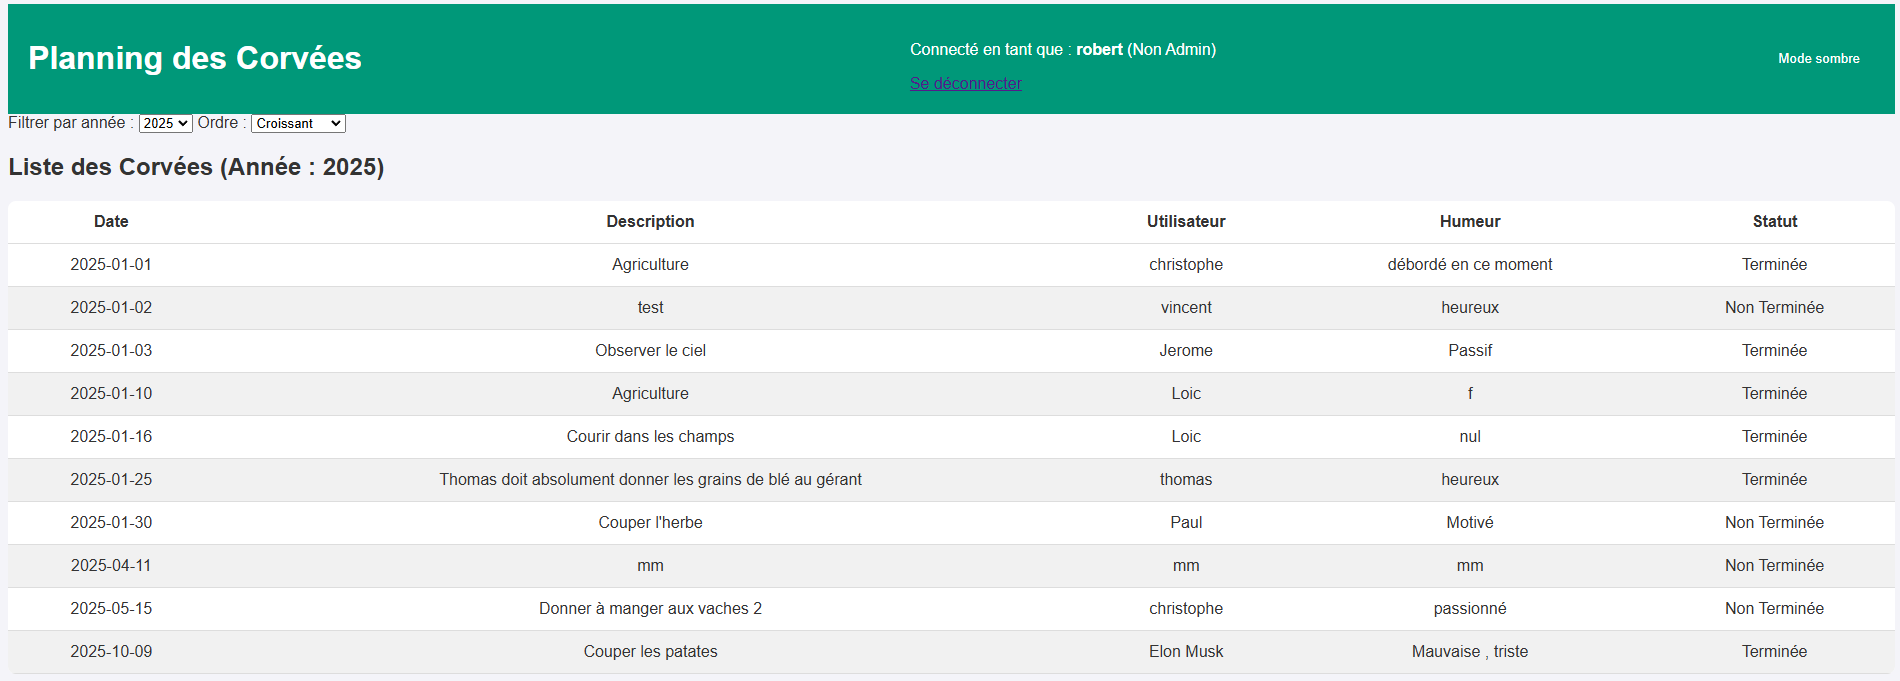 Planning des Corvées
Connecté en tant que : robert (Non Admin)
Se déconnecter
Mode sombre
Filtrer par année : 2025 Ordre : Croissant
Liste des Corvées (Année : 2025)
Date Description Utilisateur Humeur Statut
2025-01-01 Agriculture christophe débordé en ce moment Terminée
2025-01-02 test vincent heureux Non Terminée
2025-01-03 Observer le ciel Jerome Passif Terminée
2025-01-10 Agriculture Loic f Terminée
2025-01-16 Courir dans les champs Loic nul Terminée
2025-01-25 Thomas doit absolument donner les grains de blé au gérant thomas heureux Terminée
2025-01-30 Couper l'herbe Paul Motivé Non Terminée
2025-04-11 mm mm mm Non Terminée
2025-05-15 Donner à manger aux vaches 2 christophe passionné Non Terminée
2025-10-09 Couper les patates Elon Musk Mauvaise , triste Terminée